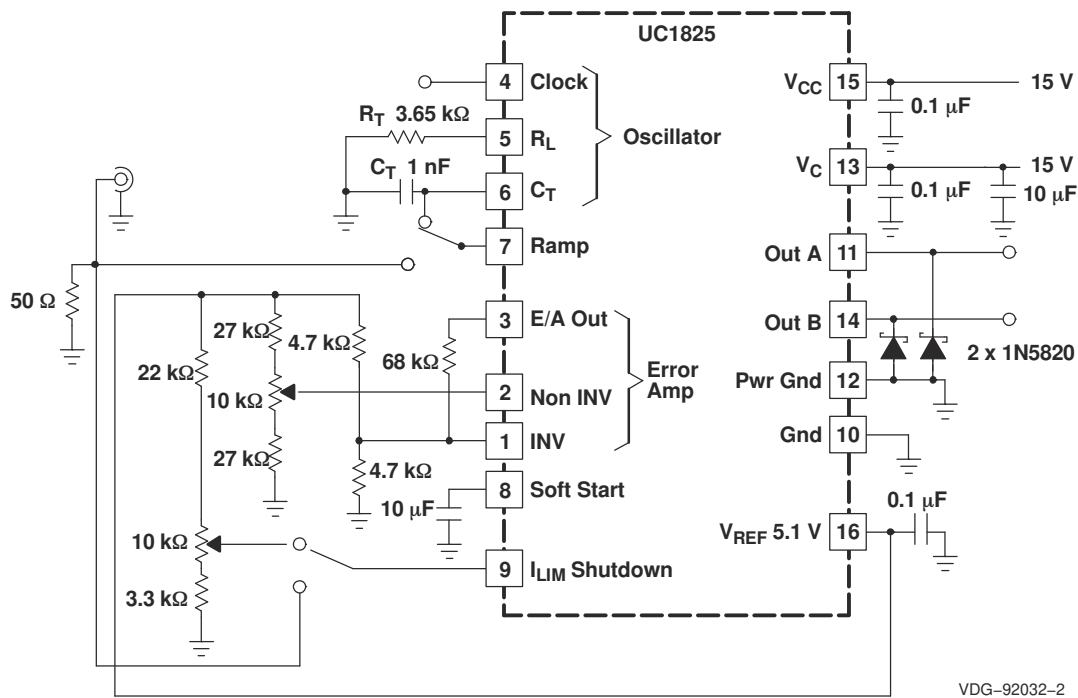 UC1825
4 Clock
R_T 3.65 kΩ
5 R_L
Oscillator
C_T 1 nF
6 C_T
7 Ramp
50 Ω
3 E/A Out
27 kΩ
4.7 kΩ
68 kΩ
22 kΩ
Error
Amp
2 Non INV
10 kΩ
1 INV
27 kΩ
4.7 kΩ
8 Soft Start
10 μF
10 kΩ
9 I_LIM Shutdown
3.3 kΩ
V_CC 15
15 V
0.1 μF
V_C 13
15 V
0.1 μF
10 μF
Out A 11
Out B 14
2 x 1N5820
Pwr Gnd 12
Gnd 10
0.1 μF
V_REF 5.1 V 16
VDG−92032−2